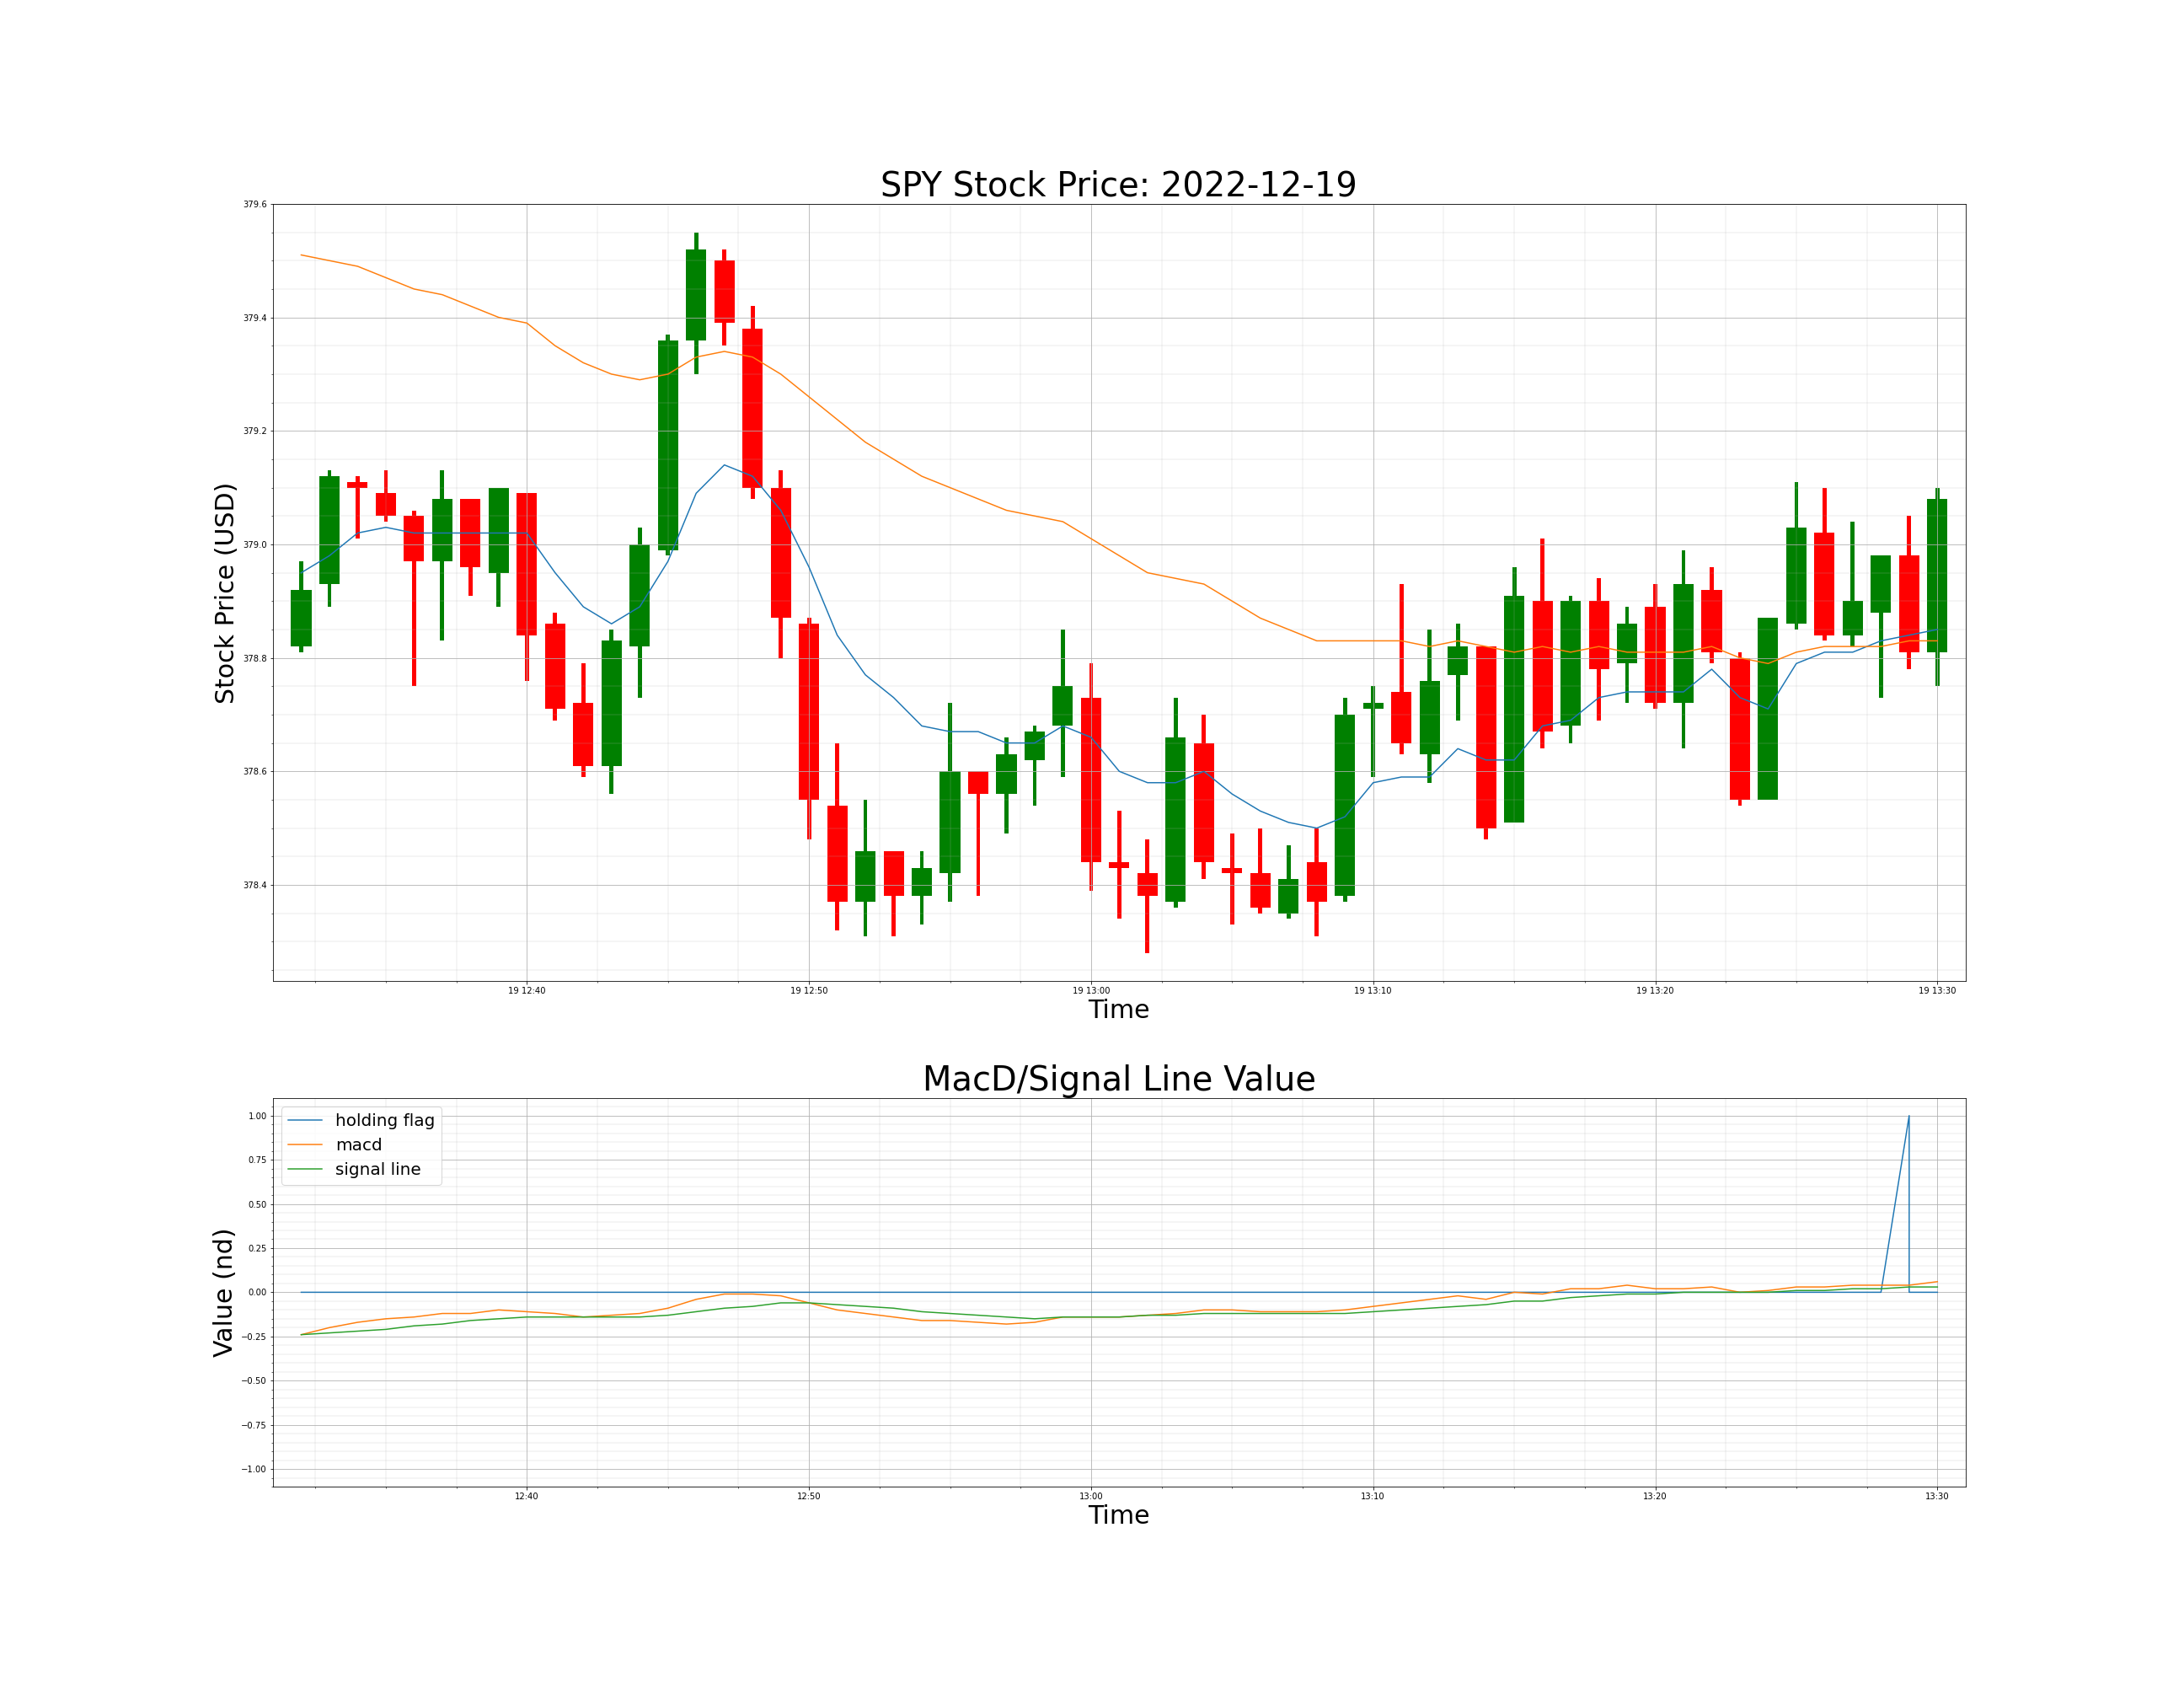 SPY Stock Price: 2022-12-19
379.6
379.4
379.2
379.0
378.8
378.6
378.4
Stock Price (USD)
19 12:40 19 12:50 19 13:00 19 13:10 19 13:20 19 13:30
Time
MacD/Signal Line Value
holding flag
macd
signal line
1.00
0.75
0.50
0.25
0.00
−0.25
−0.50
−0.75
−1.00
Value (nd)
12:40 12:50 13:00 13:10 13:20 13:30
Time